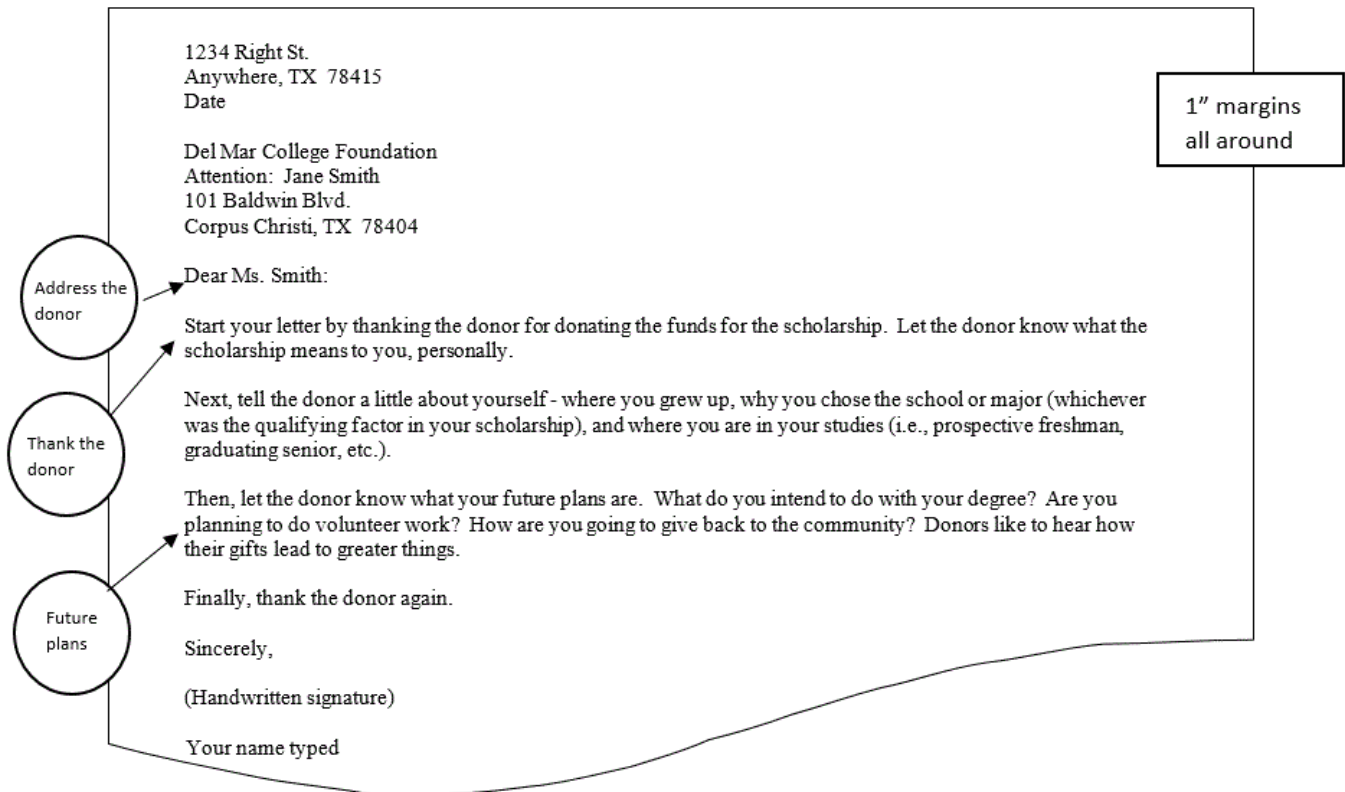 1234 Right St.
Anywhere, TX  78415
Date
1″ margins
all around
Del Mar College Foundation
Attention:  Jane Smith
101 Baldwin Blvd.
Corpus Christi, TX  78404
Address the
donor
Dear Ms. Smith:
Start your letter by thanking the donor for donating the funds for the scholarship.  Let the donor know what the
scholarship means to you, personally.
Thank the
donor
Next, tell the donor a little about yourself - where you grew up, why you chose the school or major (whichever
was the qualifying factor in your scholarship), and where you are in your studies (i.e., prospective freshman,
graduating senior, etc.).
Future
plans
Then, let the donor know what your future plans are.  What do you intend to do with your degree?  Are you
planning to do volunteer work?  How are you going to give back to the community?  Donors like to hear how
their gifts lead to greater things.
Finally, thank the donor again.
Sincerely,
(Handwritten signature)
Your name typed